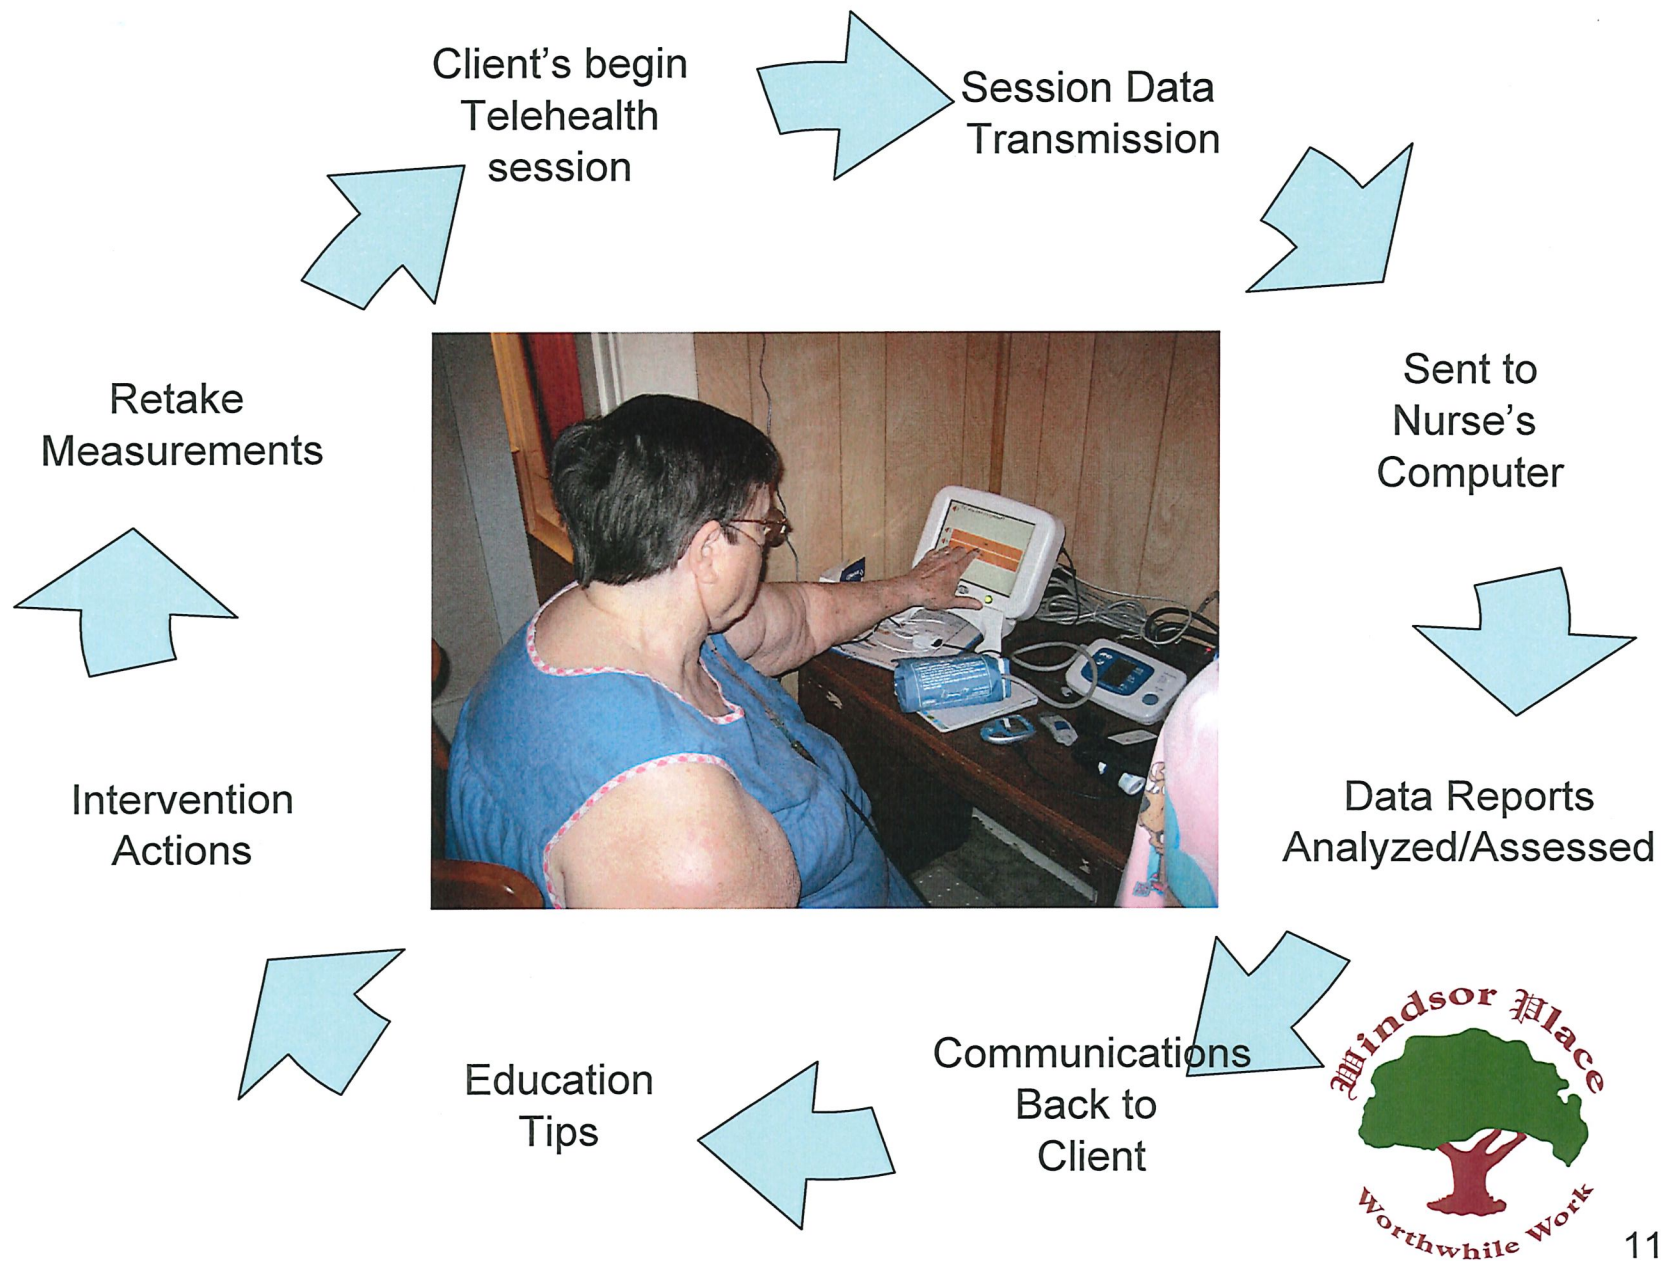 Client's begin
Telehealth
session
Session Data
Transmission
Sent to
Nurse's
Computer
Data Reports
Analyzed/Assessed
Communications
Back to
Client
Education
Tips
Intervention
Actions
Retake
Measurements
Windsor Place
Worthwhile Work
11